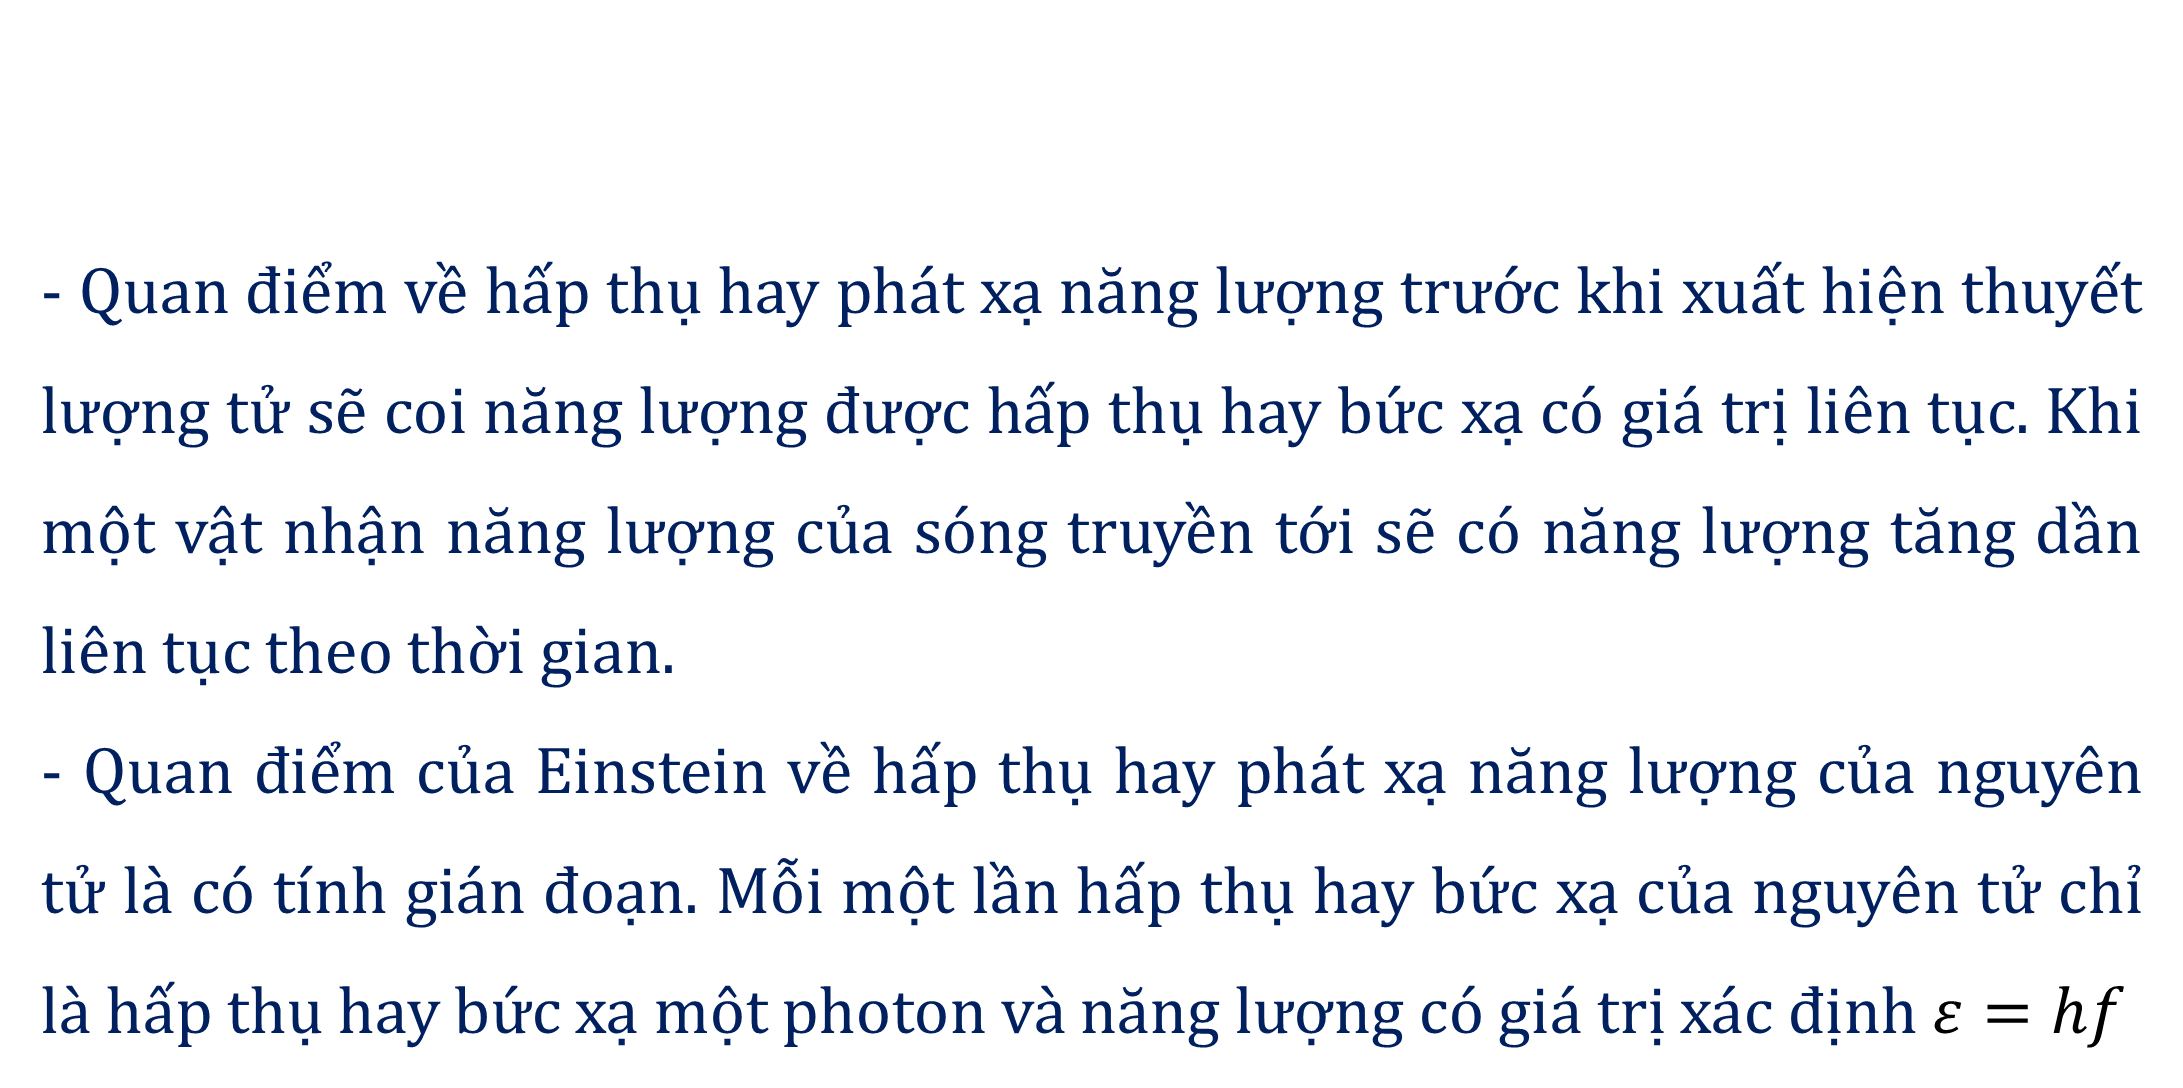 - Quan điểm về hấp thụ hay phát xạ năng lượng trước khi xuất hiện thuyết
lượng tử sẽ coi năng lượng được hấp thụ hay bức xạ có giá trị liên tục. Khi
một vật nhận năng lượng của sóng truyền tới sẽ có năng lượng tăng dần
liên tục theo thời gian.
- Quan điểm của Einstein về hấp thụ hay phát xạ năng lượng của nguyên
tử là có tính gián đoạn. Mỗi một lần hấp thụ hay bức xạ của nguyên tử chỉ
là hấp thụ hay bức xạ một photon và năng lượng có giá trị xác định 𝜀 = ℎ𝑓